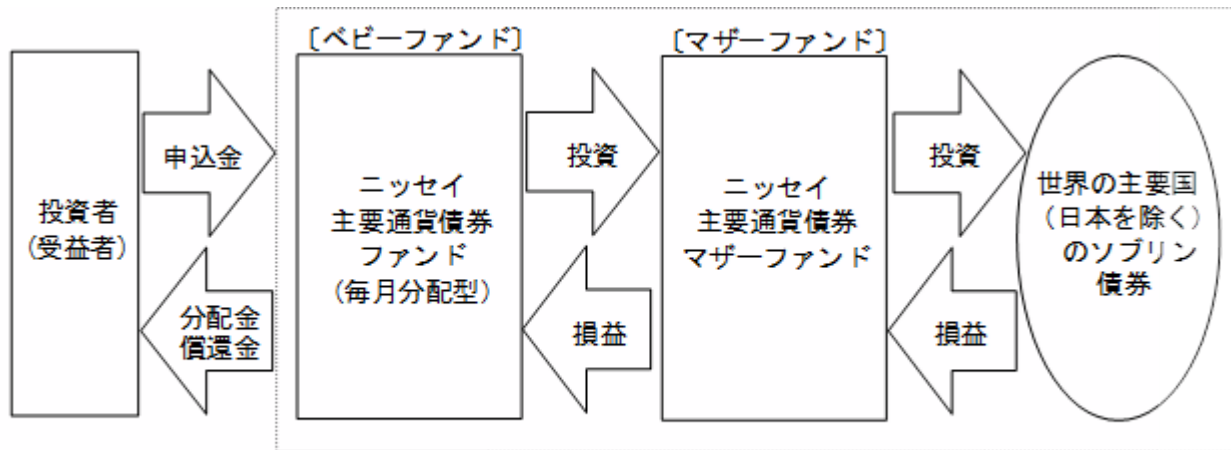 〔ベビーファンド〕
〔マザーファンド〕
投資者
(受益者)
申込金
分配金
償還金
ニッセイ
主要通貨債券
ファンド
(毎月分配型)
投資
損益
ニッセイ
主要通貨債券
マザーファンド
投資
損益
世界の主要国
(日本を除く)
のソブリン
債券